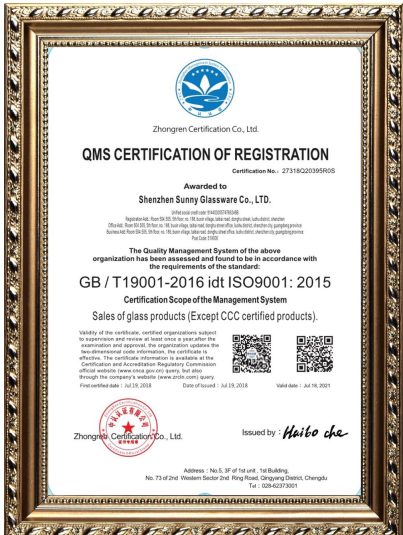 Zhongren Certification Co., Ltd.
QMS CERTIFICATION OF REGISTRATION
Certification No.: 27318Q20395R0S
Awarded to
Shenzhen Sunny Glassware Co., LTD.
The Quality Management System of the above
organization has been assessed and found to be in accordance with
the requirements of the standard:
GB / T19001-2016 idt ISO9001: 2015
Certification Scope of the Management System
Sales of glass products (Except CCC certified products).
Validity of the certificate, certified organizations subject
to supervision and review at least once a year.after the
examination and approval, the organization updates the
two-dimensional code information, the certificate is
effective. The certificate information is available at the
Certification and Accreditation Regulatory Commission
official website (www.cnca.gov.cn) query, but also
through the company's website (www.zrcln.com) query.
First certified date : Jul.19, 2018 Date of Issued : Jul.19, 2018 Valid date : Jul.18, 2021
Zhongren Certification Co., Ltd.
Issued by : Haibo che
Address : No.5, 3F of 1st unit , 1st Building,
No. 73 of 2nd Western Sector 2nd Ring Road, Qingyang District, Chengdu
Tel : 028-62373001